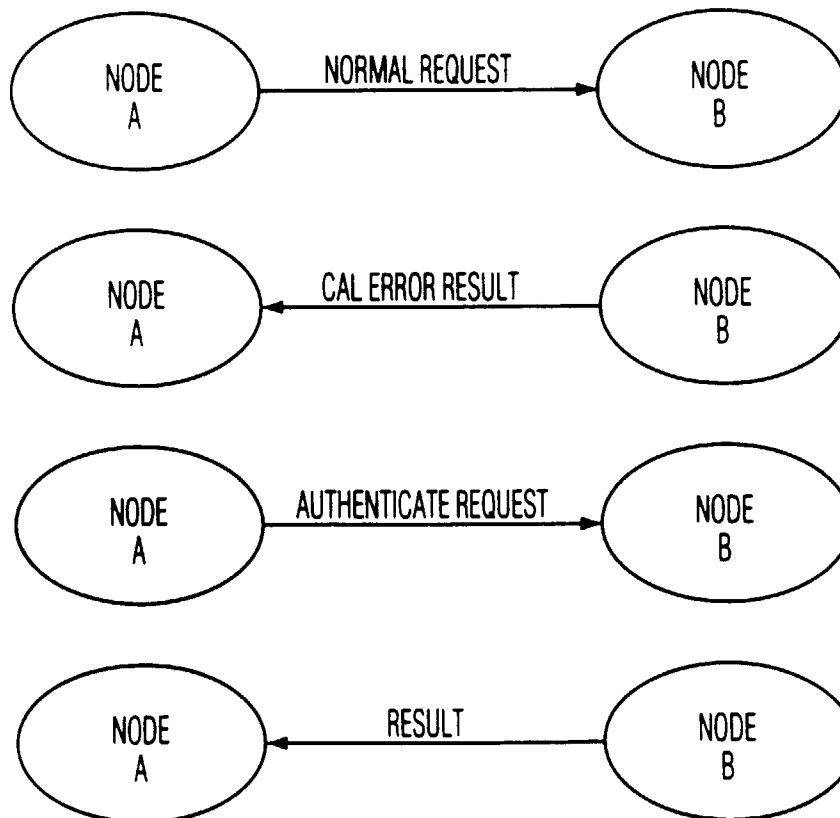 NODE
A
NORMAL REQUEST
NODE
B
NODE
A
CAL ERROR RESULT
NODE
B
NODE
A
AUTHENTICATE REQUEST
NODE
B
NODE
A
RESULT
NODE
B